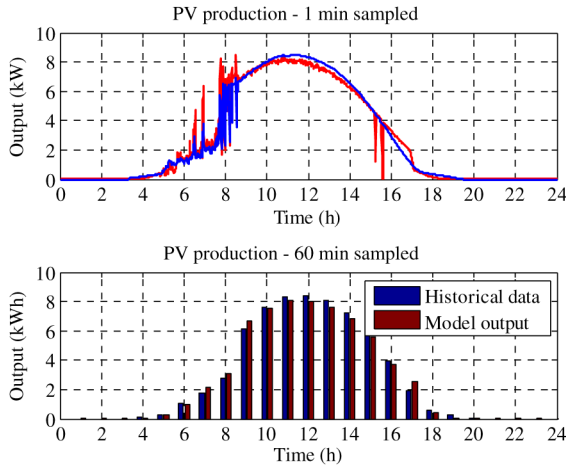 PV production - 1 min sampled
10
8
6
4
2
0
Output (kW)
0 2 4 6 8 10 12 14 16 18 20 22 24
Time (h)
PV production - 60 min sampled
10
8
6
4
2
0
Output (kWh)
Historical data
Model output
0 2 4 6 8 10 12 14 16 18 20 22 24
Time (h)